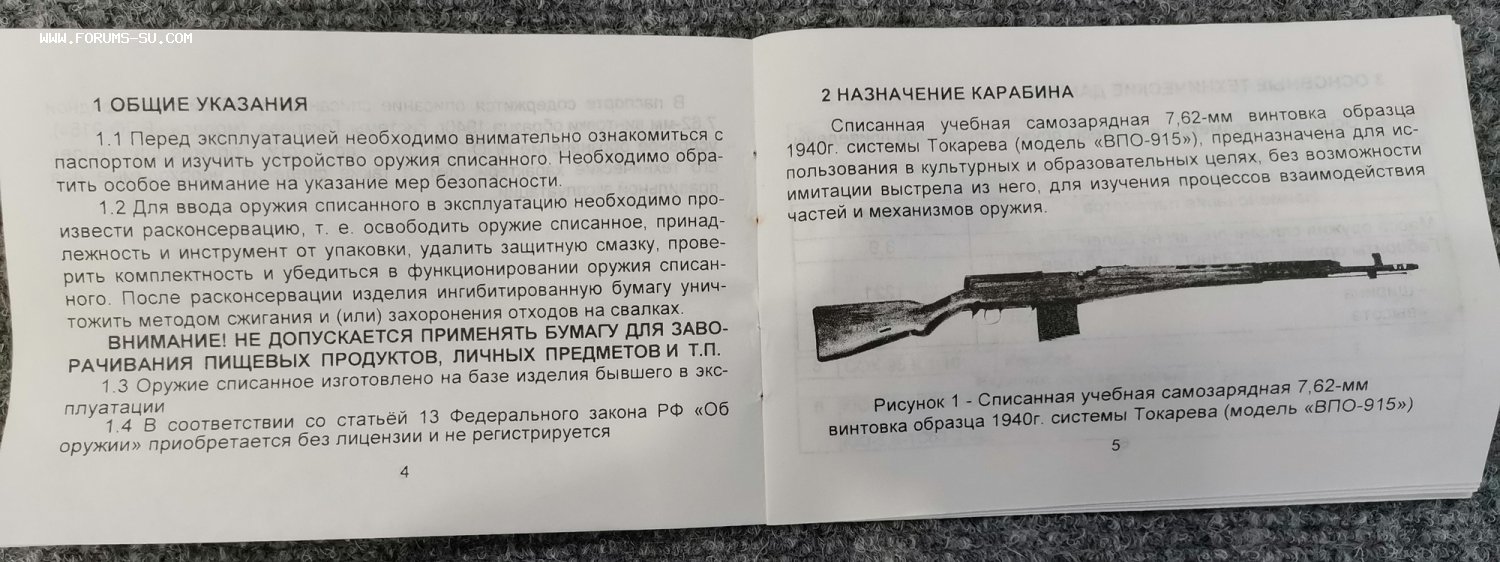 WWW.FORUMS-SU.COM
1 ОБЩИЕ УКАЗАНИЯ
1.1 Перед эксплуатацией необходимо внимательно ознакомиться с
паспортом и изучить устройство оружия списанного. Необходимо обра-
тить особое внимание на указание мер безопасности.
1.2 Для ввода оружия списанного в эксплуатацию необходимо про-
извести расконсервацию, т. е. освободить оружие списанное, принад-
лежность и инструмент от упаковки, удалить защитную смазку, прове-
рить комплектность и убедиться в функционировании оружия списан-
ного. После расконсервации изделия ингибитированную бумагу унич-
тожить методом сжигания и (или) захоронения отходов на свалках.
ВНИМАНИЕ! НЕ ДОПУСКАЕТСЯ ПРИМЕНЯТЬ БУМАГУ ДЛЯ ЗАВО-
РАЧИВАНИЯ ПИЩЕВЫХ ПРОДУКТОВ, ЛИЧНЫХ ПРЕДМЕТОВ И Т.П.
1.3 Оружие списанное изготовлено на базе изделия бывшего в экс-
плуатации
1.4 В соответствии со статьёй 13 Федерального закона РФ «Об
оружии» приобретается без лицензии и не регистрируется
4
2 НАЗНАЧЕНИЕ КАРАБИНА
Списанная учебная самозарядная 7,62-мм винтовка образца
1940г. системы Токарева (модель «ВПО-915»), предназначена для ис-
пользования в культурных и образовательных целях, без возможности
имитации выстрела из него, для изучения процессов взаимодействия
частей и механизмов оружия.
Рисунок 1 - Списанная учебная самозарядная 7,62-мм
винтовка образца 1940г. системы Токарева (модель «ВПО-915»)
5